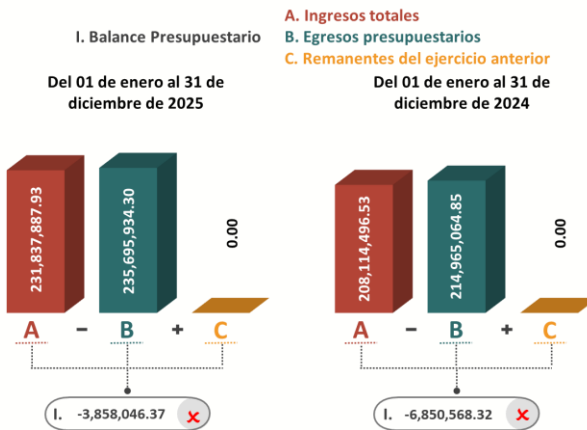 I. Balance Presupuestario
A. Ingresos totales
B. Egresos presupuestarios
C. Remanentes del ejercicio anterior
Del 01 de enero al 31 de
diciembre de 2025
231,837,887.93
235,695,934.30
0.00
A – B + C
I. -3,858,046.37 ✗
Del 01 de enero al 31 de
diciembre de 2024
208,114,496.53
214,965,064.85
0.00
A – B + C
I. -6,850,568.32 ✗